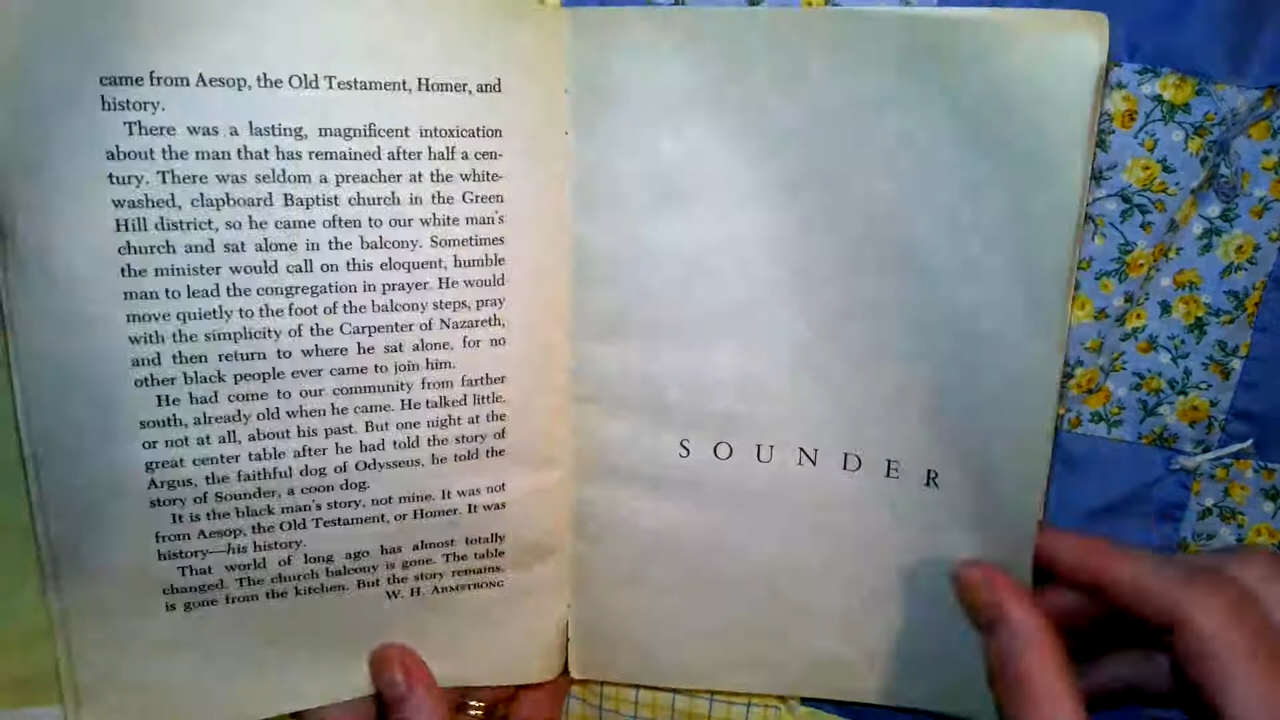 came from Aesop, the Old Testament, Homer, and
history.
There was a lasting, magnificent intoxication
about the man that has remained after half a cen-
tury. There was seldom a preacher at the white-
washed, clapboard Baptist church in the Green
Hill district, so he came often to our white man's
church and sat alone in the balcony. Sometimes
the minister would call on this eloquent, humble
man to lead the congregation in prayer. He would
move quietly to the foot of the balcony steps, pray
with the simplicity of the Carpenter of Nazareth,
and then return to where he sat alone, for no
other black people ever came to join him.
He had come to our community from farther
south, already old when he came. He talked little,
or not at all, about his past. But one night at the
great center table after he had told the story of
Argus, the faithful dog of Odysseus, he told the
story of Sounder, a coon dog.
It is the black man's story, not mine. It was not
from Aesop, the Old Testament, or Homer. It was
history—his history.
That world of long ago has almost totally
changed. The church balcony is gone. The table
is gone from the kitchen. But the story remains.
W. H. ARMSTRONG
SOUNDER